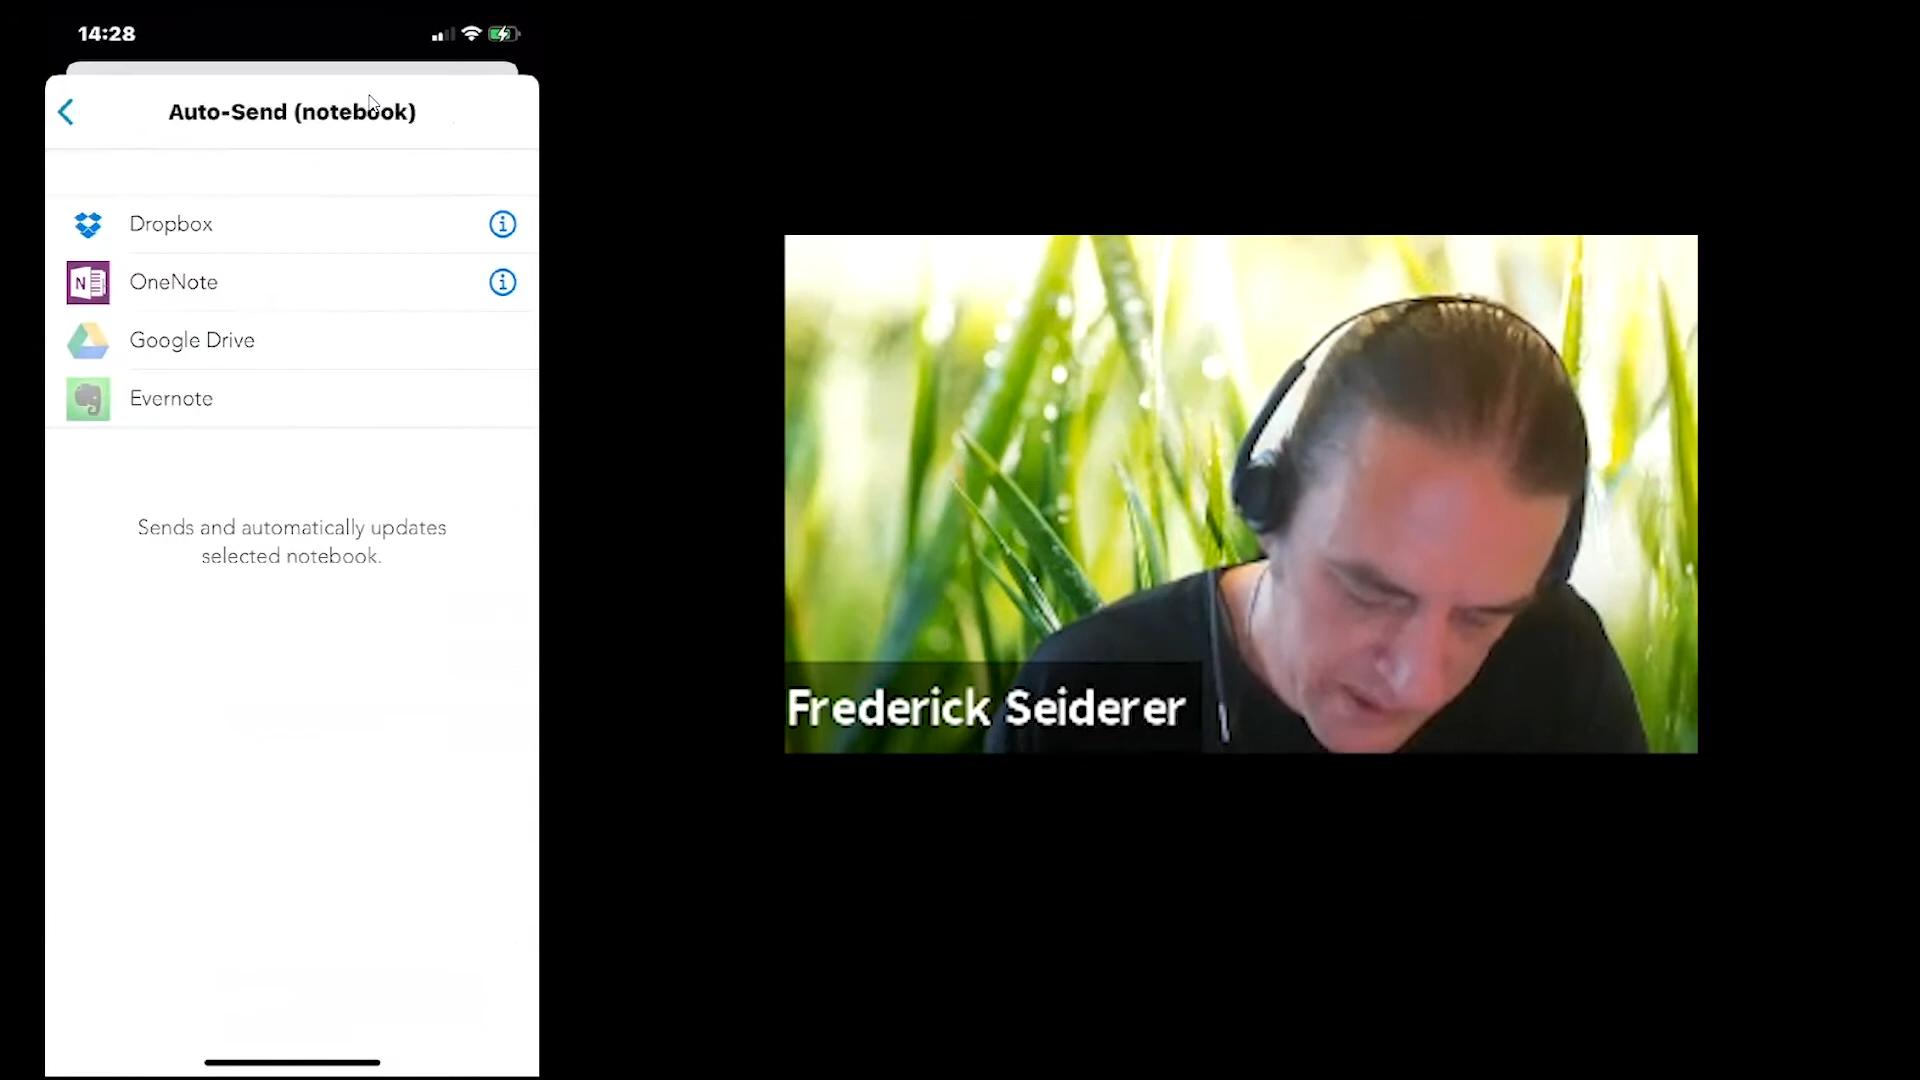 14:28
Auto-Send (notebook)
Dropbox
OneNote
N
Google Drive
Evernote
Sends and automatically updates
selected notebook.
Frederick Seiderer